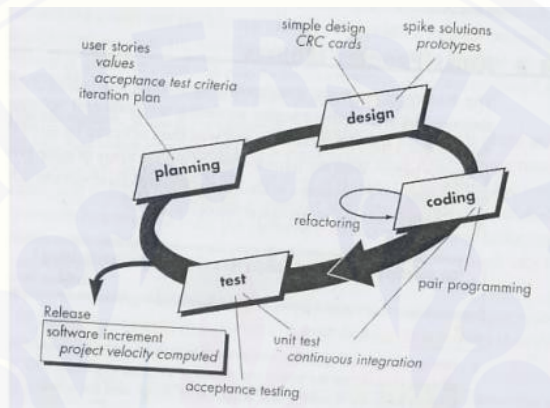 simple design
CRC cards
spike solutions
prototypes
user stories
values
acceptance test criteria
iteration plan
design
planning
coding
refactoring
test
pair programming
Release
software increment
project velocity computed
unit test
continuous integration
acceptance testing